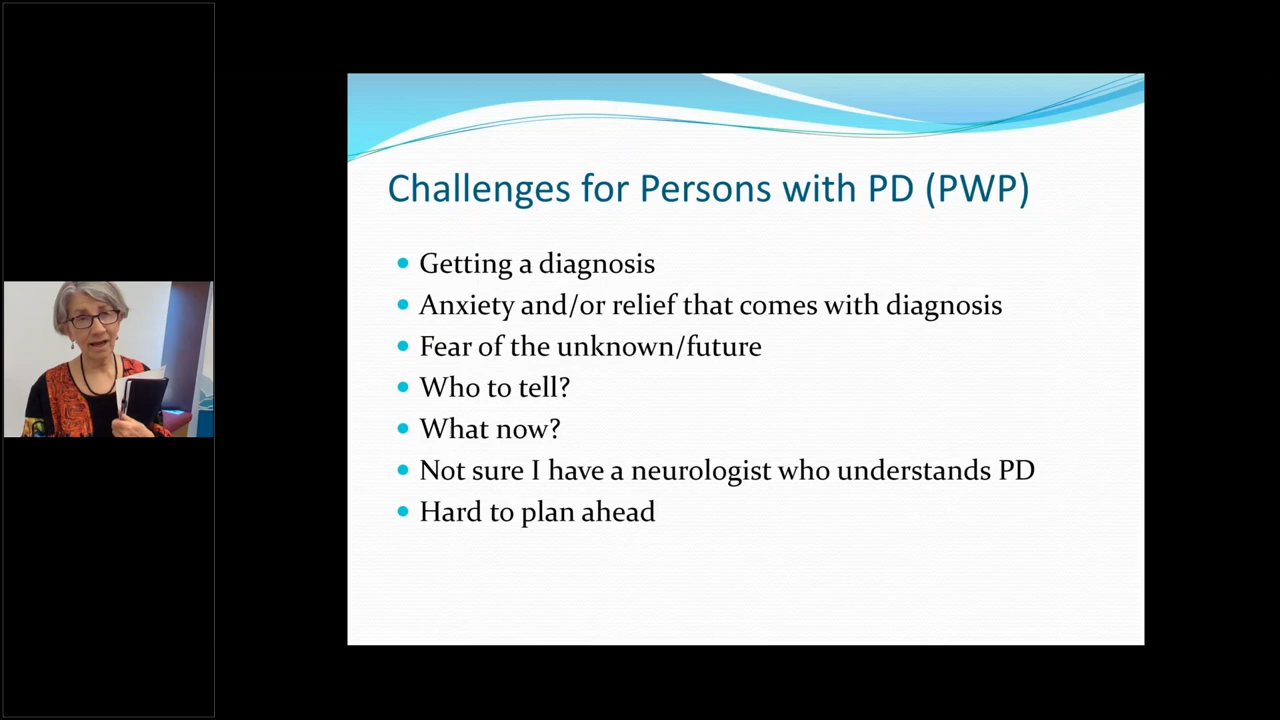 Challenges for Persons with PD (PWP)
Getting a diagnosis
Anxiety and/or relief that comes with diagnosis
Fear of the unknown/future
Who to tell?
What now?
Not sure I have a neurologist who understands PD
Hard to plan ahead